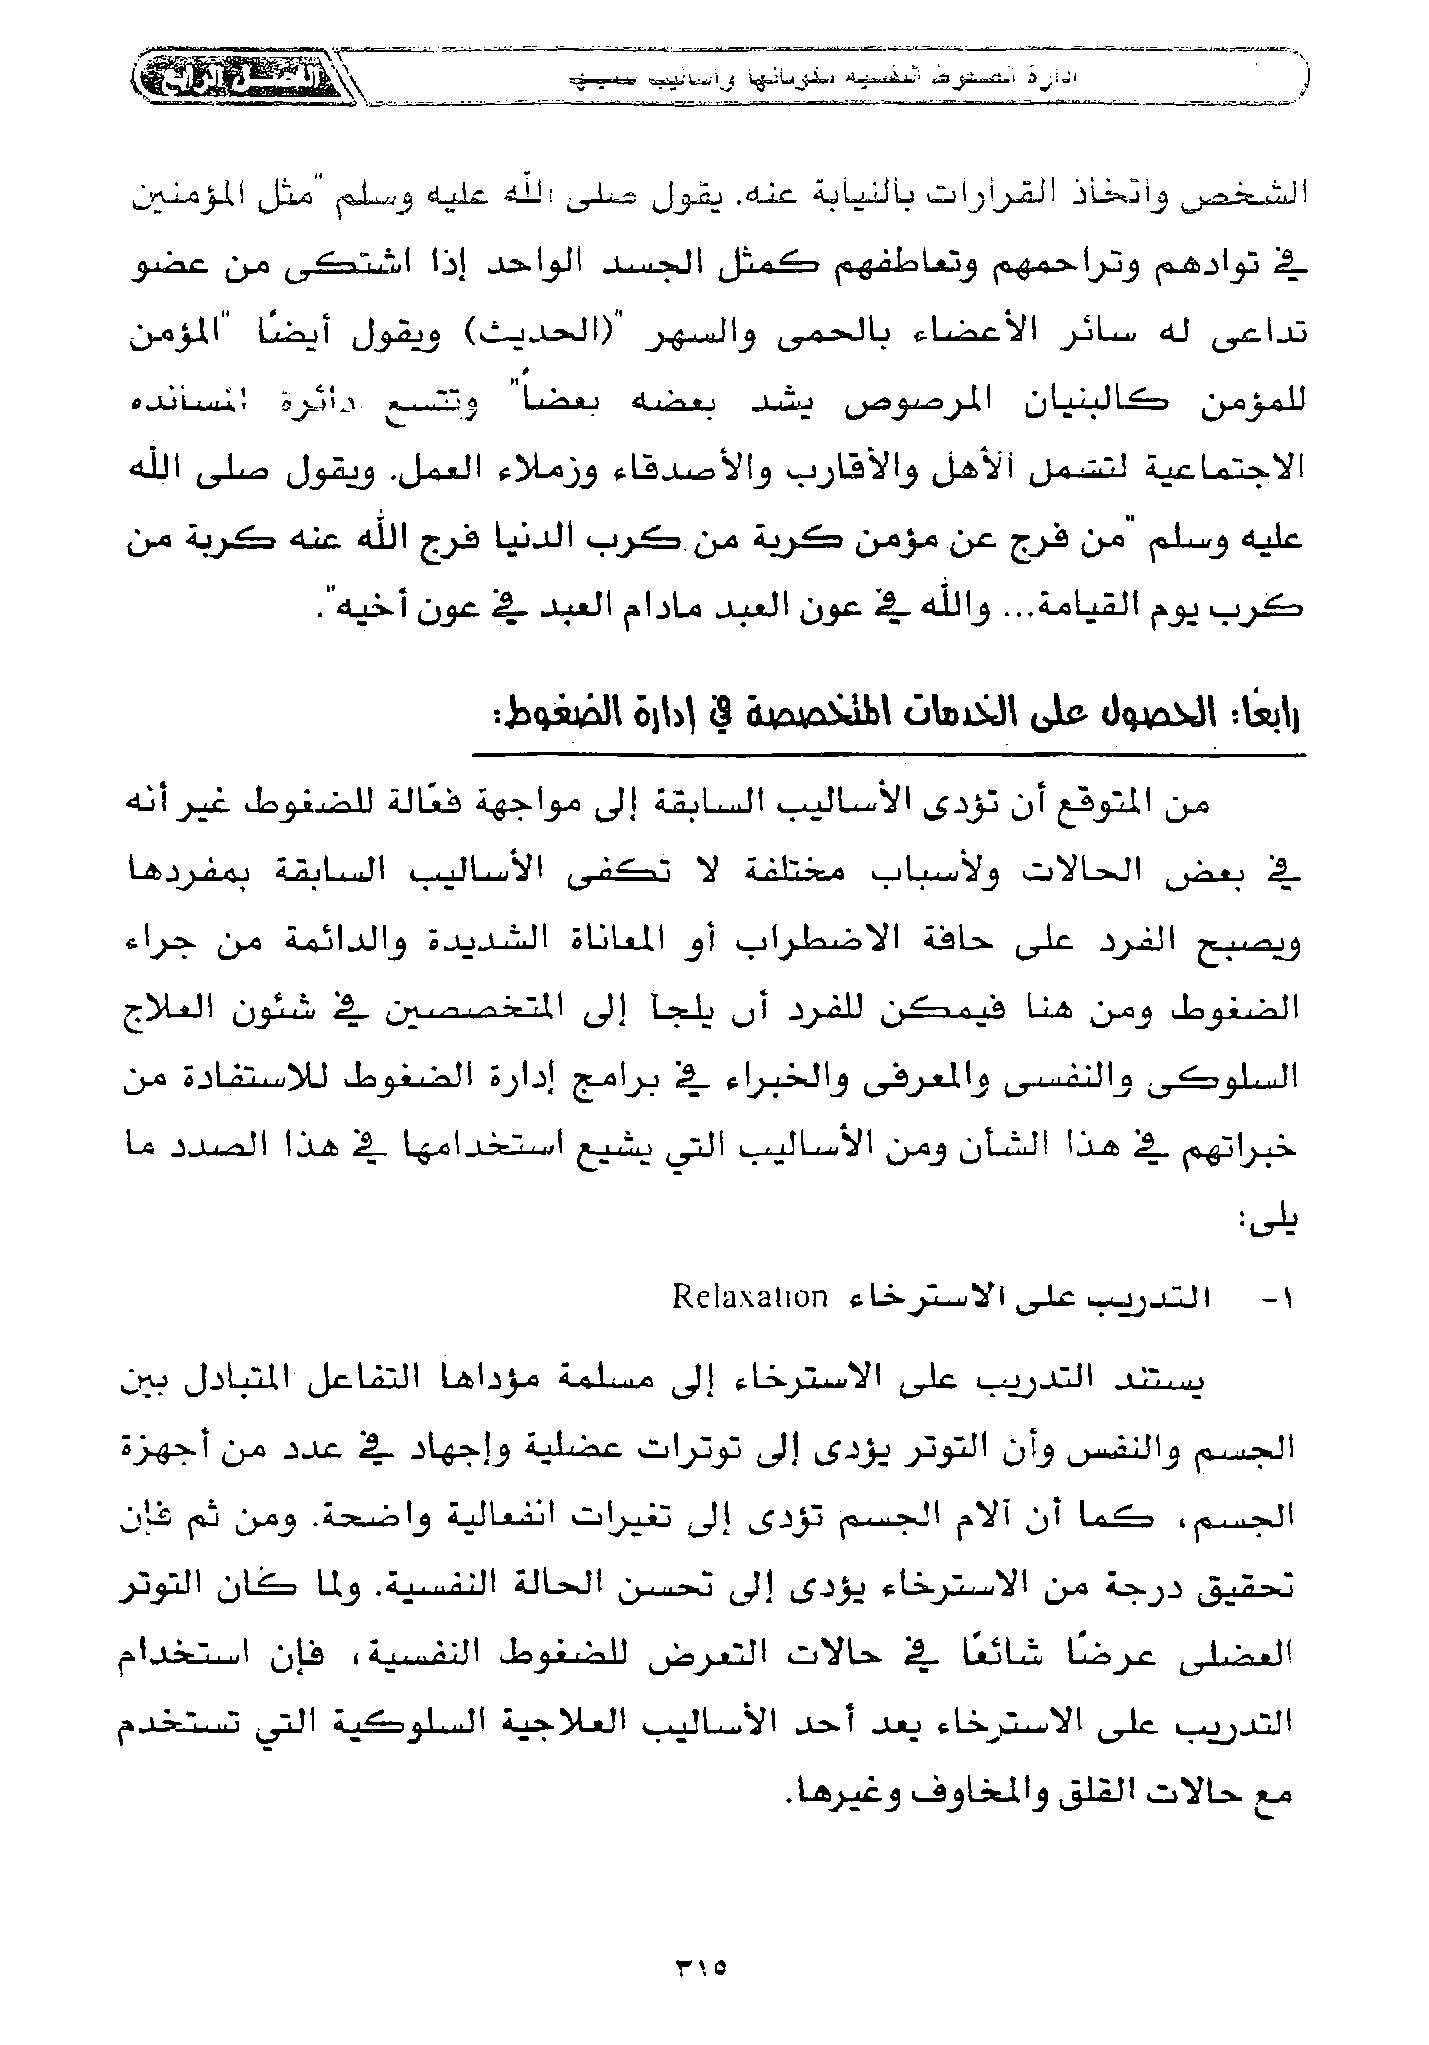 الفصل الرابع
إدارة الضغوط النفسية مقوماتها وأساليب
الشخص واتخاذ القرارات بالنيابة عنه. يقول صلى الله عليه وسلم "مثل المؤمنين
في توادهم وتراحمهم وتعاطفهم كمثل الجسد الواحد إذا اشتكى من عضو
تداعى له سائر الأعضاء بالحمى والسهر "(الحديث) ويقول أيضًا "المؤمن
للمؤمن كالبنيان المرصوص يشد بعضه بعضاً" وتتسع دائرة المسانده
الاجتماعية لتشمل الأهل والأقارب والأصدقاء وزملاء العمل. ويقول صلى الله
عليه وسلم "من فرج عن مؤمن كربة من كرب الدنيا فرج الله عنه كربة من
كرب يوم القيامة... والله في عون العبد مادام العبد في عون أخيه".
رابعًا: الحصول على الخدمات المتخصصة في إدارة الضغوط:
من المتوقع أن تؤدى الأساليب السابقة إلى مواجهة فعّالة للضغوط غير أنه
في بعض الحالات ولأسباب مختلفة لا تكفى الأساليب السابقة بمفردها
ويصبح الفرد على حافة الاضطراب أو المعاناة الشديدة والدائمة من جراء
الضغوط ومن هنا فيمكن للفرد أن يلجأ إلى المتخصصين في شئون العلاج
السلوكى والنفسى والمعرفى والخبراء في برامج إدارة الضغوط للاستفادة من
خبراتهم في هذا الشأن ومن الأساليب التي يشيع استخدامها في هذا الصدد ما
يلى:
١- التدريب على الاسترخاء Relaxation
يستند التدريب على الاسترخاء إلى مسلمة مؤداها التفاعل المتبادل بين
الجسم والنفس وأن التوتر يؤدى إلى توترات عضلية وإجهاد في عدد من أجهزة
الجسم، كما أن آلام الجسم تؤدى إلى تغيرات انفعالية واضحة. ومن ثم فإن
تحقيق درجة من الاسترخاء يؤدى إلى تحسن الحالة النفسية. ولما كان التوتر
العضلى عرضًا شائعًا في حالات التعرض للضغوط النفسية، فإن استخدام
التدريب على الاسترخاء يعد أحد الأساليب العلاجية السلوكية التي تستخدم
مع حالات القلق والمخاوف وغيرها.
٣١٥